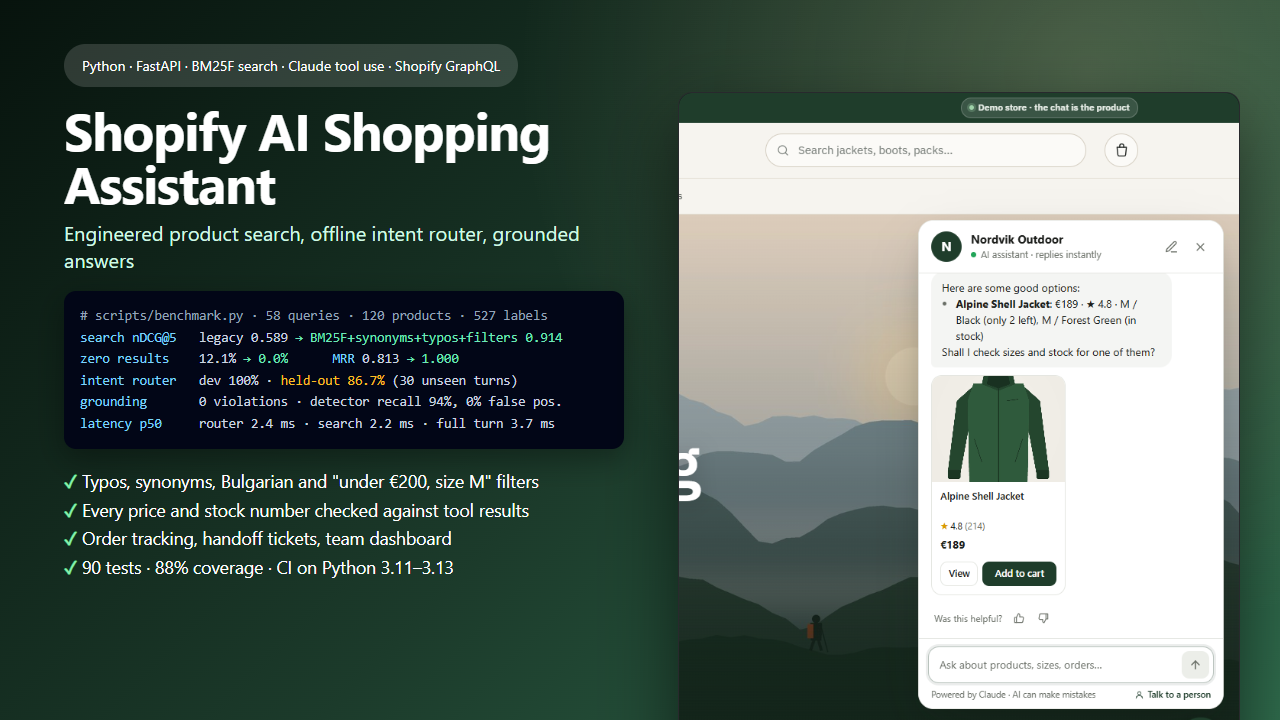 Python · FastAPI · BM25F search · Claude tool use · Shopify GraphQL
Shopify AI Shopping
Assistant
Engineered product search, offline intent router, grounded
answers
# scripts/benchmark.py · 58 queries · 120 products · 527 labels
search nDCG@5 legacy 0.589 → BM25F+synonyms+typos+filters 0.914
zero results 12.1% → 0.0% MRR 0.813 → 1.000
intent router dev 100% · held-out 86.7% (30 unseen turns)
grounding 0 violations · detector recall 94%, 0% false pos.
latency p50 router 2.4 ms · search 2.2 ms · full turn 3.7 ms
✓ Typos, synonyms, Bulgarian and "under €200, size M" filters
✓ Every price and stock number checked against tool results
✓ Order tracking, handoff tickets, team dashboard
✓ 90 tests · 88% coverage · CI on Python 3.11–3.13
Demo store · the chat is the product
Search jackets, boots, packs...
s
g
N
Nordvik Outdoor
AI assistant · replies instantly
Here are some good options:
• Alpine Shell Jacket: €189 · ★ 4.8 · M /
Black (only 2 left), M / Forest Green (in
stock)
Shall I check sizes and stock for one of them?
Alpine Shell Jacket
★ 4.8 (214)
€189
View
Add to cart
Was this helpful?
Ask about products, sizes, orders...
Powered by Claude · AI can make mistakes
Talk to a person